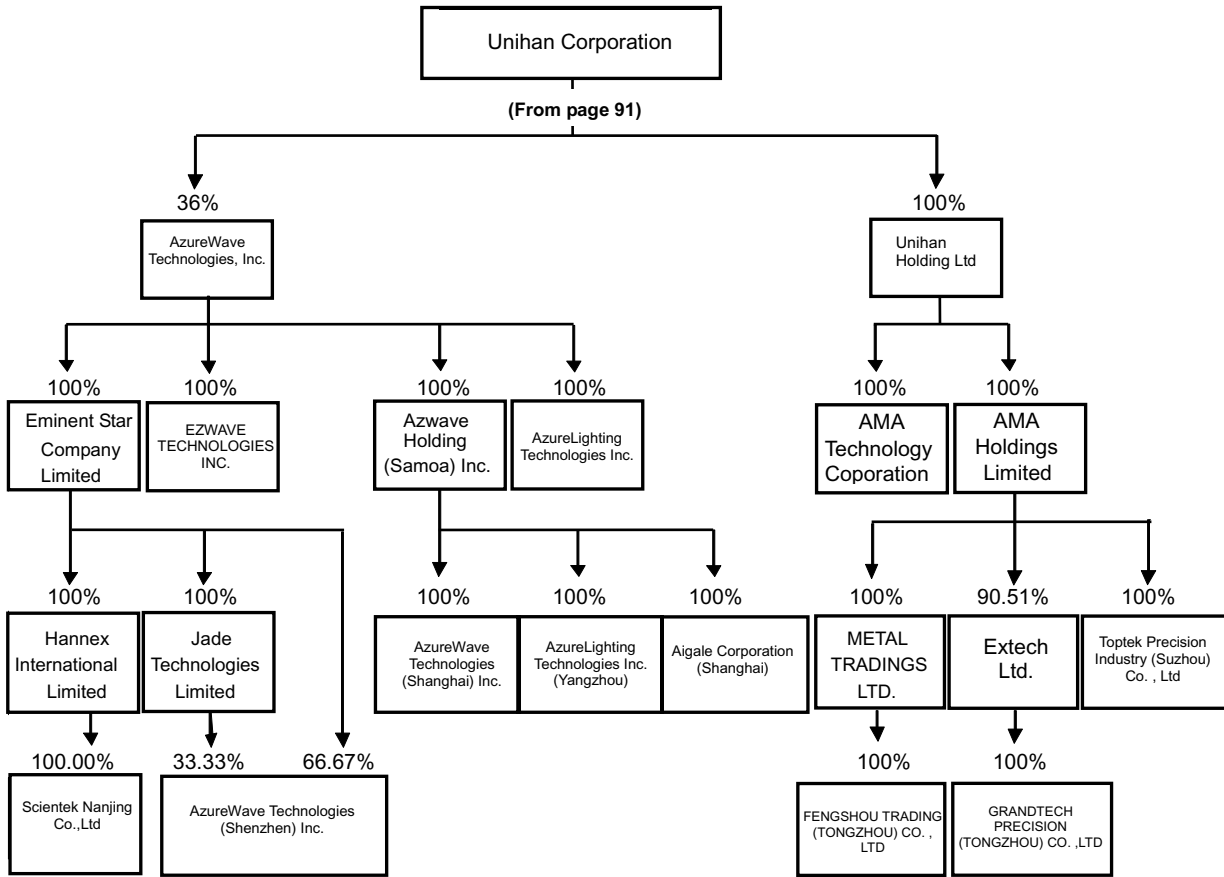 Unihan Corporation
(From page 91)
36%
100%
AzureWave
Technologies, Inc.
Unihan
Holding Ltd
100%
100%
100%
100%
100%
100%
Eminent Star
Company
Limited
EZWAVE
TECHNOLOGIES
INC.
Azwave
Holding
(Samoa) Inc.
AzureLighting
Technologies Inc.
AMA
Technology
Coporation
AMA
Holdings
Limited
100%
100%
100%
100%
100%
100%
90.51%
100%
Hannex
International
Limited
Jade
Technologies
Limited
AzureWave
Technologies
(Shanghai) Inc.
AzureLighting
Technologies Inc.
(Yangzhou)
Aigale Corporation
(Shanghai)
METAL
TRADINGS
LTD.
Extech
Ltd.
Toptek Precision
Industry (Suzhou)
Co. , Ltd
100.00%
33.33%
66.67%
100%
100%
Scientek Nanjing
Co.,Ltd
AzureWave Technologies
(Shenzhen) Inc.
FENGSHOU TRADING
(TONGZHOU) CO. ,
LTD
GRANDTECH
PRECISION
(TONGZHOU) CO. ,LTD